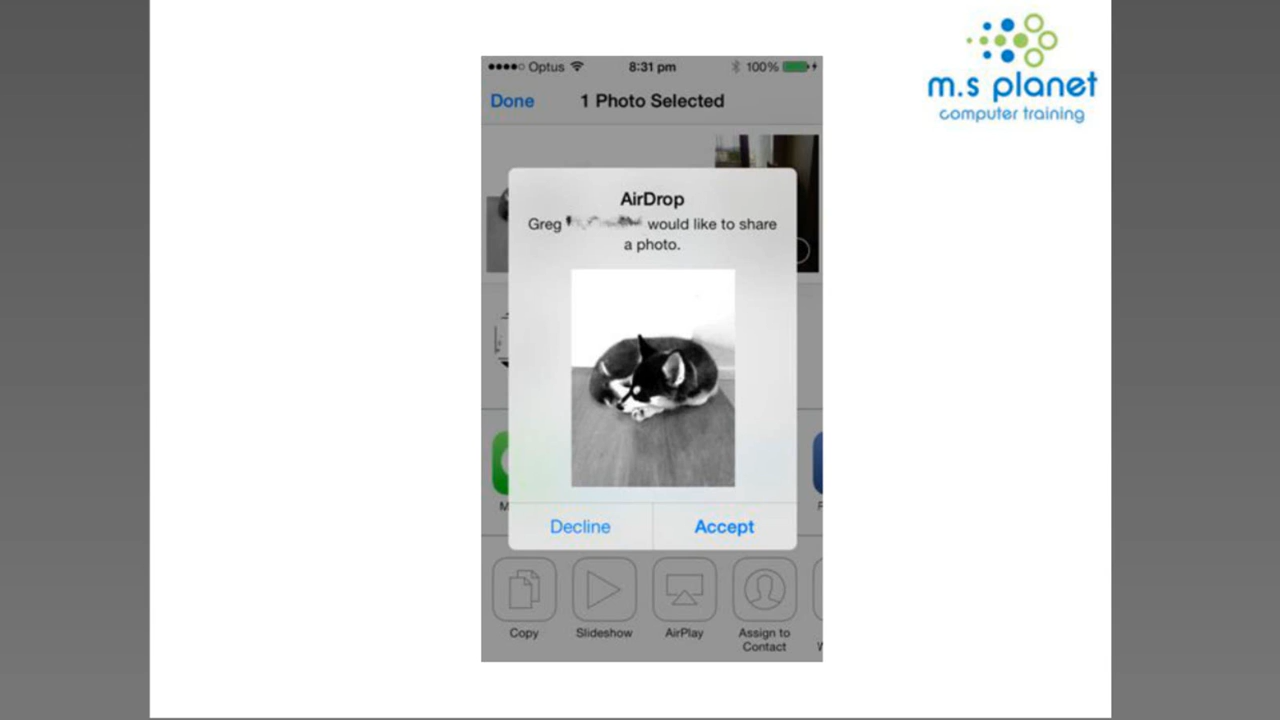 m.s planet
computer training
Optus 8:31 pm 100%
Done 1 Photo Selected
AirDrop
Greg would like to share
a photo.
Decline Accept
Copy Slideshow AirPlay Assign to
Contact